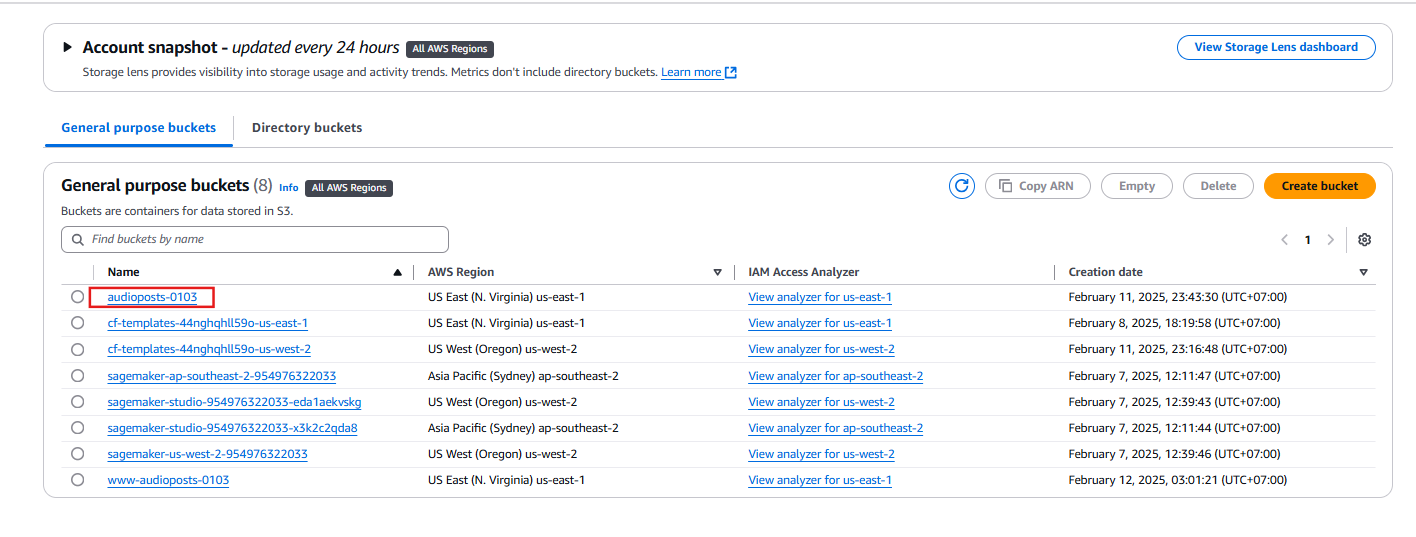 Account snapshot - updated every 24 hours All AWS Regions
View Storage Lens dashboard
Storage lens provides visibility into storage usage and activity trends. Metrics don't include directory buckets. Learn more
General purpose buckets Directory buckets
General purpose buckets (8) Info All AWS Regions
Copy ARN Empty Delete Create bucket
Buckets are containers for data stored in S3.
Find buckets by name
1
Name AWS Region IAM Access Analyzer Creation date
audioposts-0103 US East (N. Virginia) us-east-1 View analyzer for us-east-1 February 11, 2025, 23:43:30 (UTC+07:00)
cf-templates-44nghqhll59o-us-east-1 US East (N. Virginia) us-east-1 View analyzer for us-east-1 February 8, 2025, 18:19:58 (UTC+07:00)
cf-templates-44nghqhll59o-us-west-2 US West (Oregon) us-west-2 View analyzer for us-west-2 February 11, 2025, 23:16:48 (UTC+07:00)
sagemaker-ap-southeast-2-954976322033 Asia Pacific (Sydney) ap-southeast-2 View analyzer for ap-southeast-2 February 7, 2025, 12:11:47 (UTC+07:00)
sagemaker-studio-954976322033-eda1aekvskg US West (Oregon) us-west-2 View analyzer for us-west-2 February 7, 2025, 12:39:43 (UTC+07:00)
sagemaker-studio-954976322033-x3k2c2qda8 Asia Pacific (Sydney) ap-southeast-2 View analyzer for ap-southeast-2 February 7, 2025, 12:11:44 (UTC+07:00)
sagemaker-us-west-2-954976322033 US West (Oregon) us-west-2 View analyzer for us-west-2 February 7, 2025, 12:39:46 (UTC+07:00)
www-audioposts-0103 US East (N. Virginia) us-east-1 View analyzer for us-east-1 February 12, 2025, 03:01:21 (UTC+07:00)